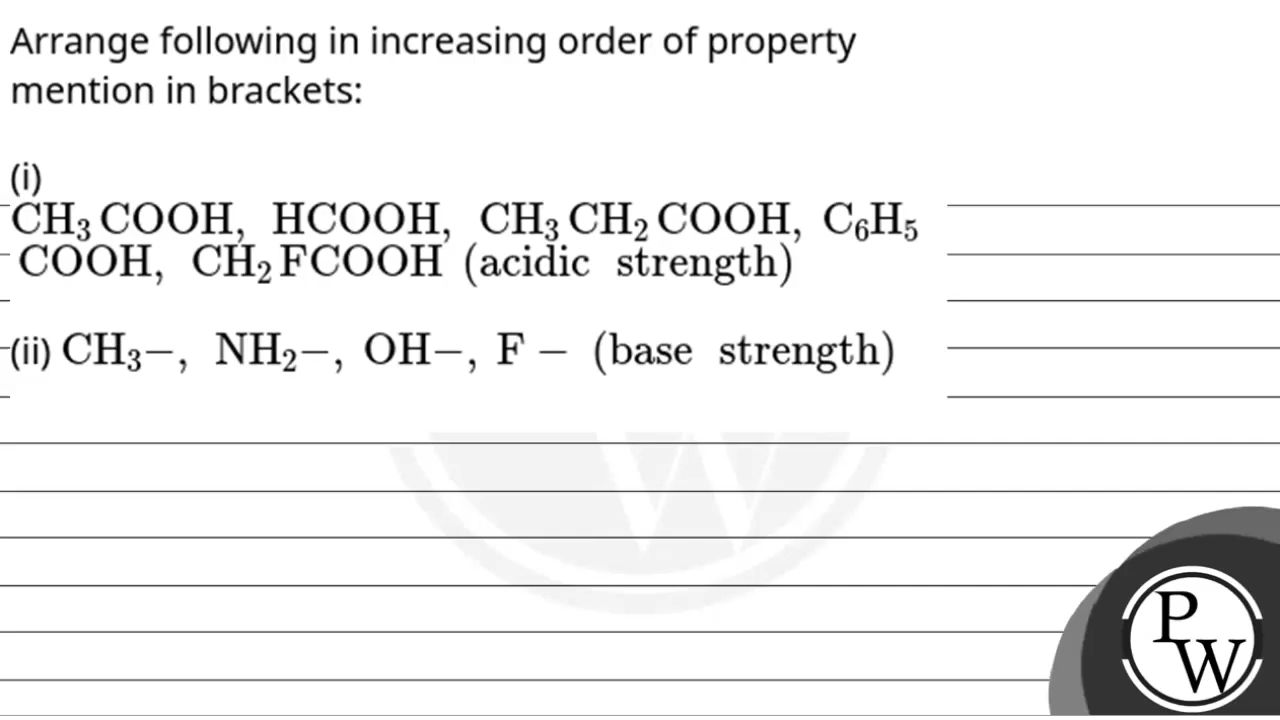 Arrange following in increasing order of property
mention in brackets:
(i)
CH₃ COOH, HCOOH, CH₃ CH₂ COOH, C₆H₅
COOH, CH₂ FCOOH (acidic strength)
(ii) CH₃−, NH₂−, OH−, F − (base strength)
W
P
W